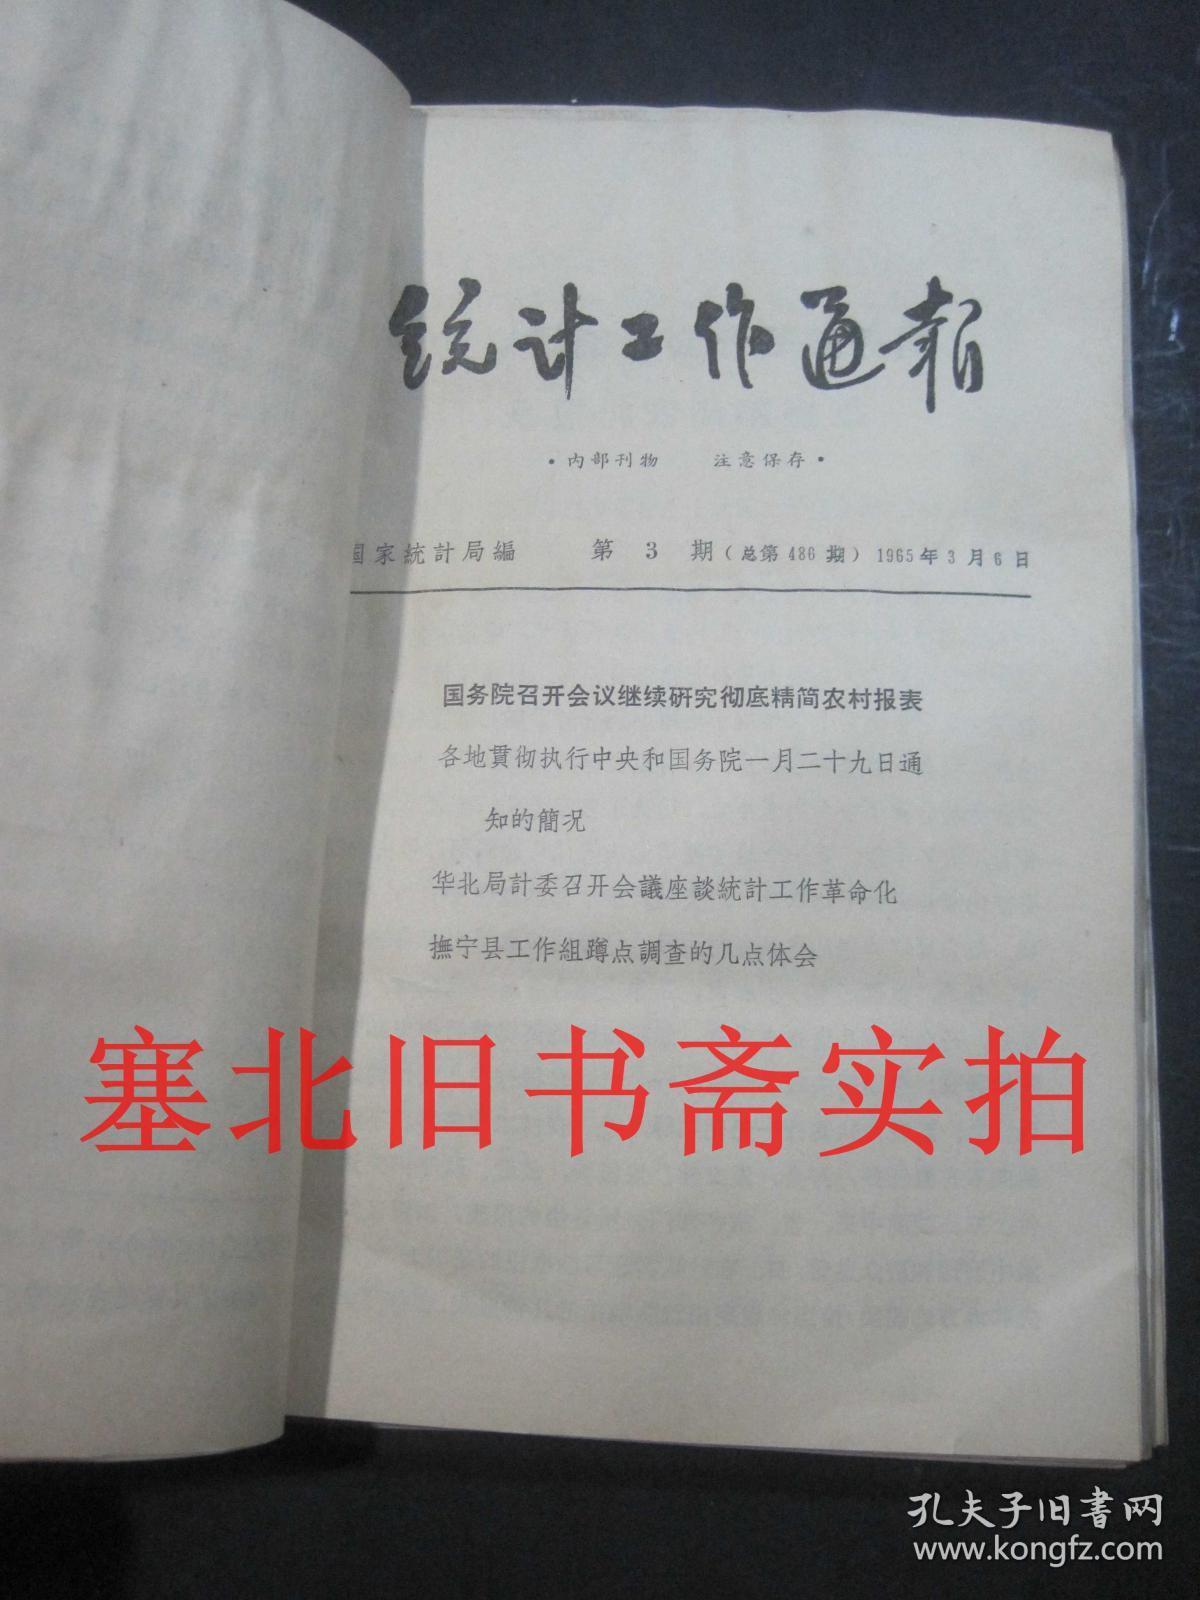 统计工作通报
·内部刊物 注意保存·
国家統計局編 第 3 期(总第486期) 1965年3月6日
国务院召开会议继续研究彻底精简农村报表
各地貫彻执行中央和国务院一月二十九日通
知的簡况
华北局計委召开会議座談統計工作革命化
撫宁县工作組蹲点調查的几点体会
塞北旧书斋实拍
孔夫子旧书网
www.kongfz.com